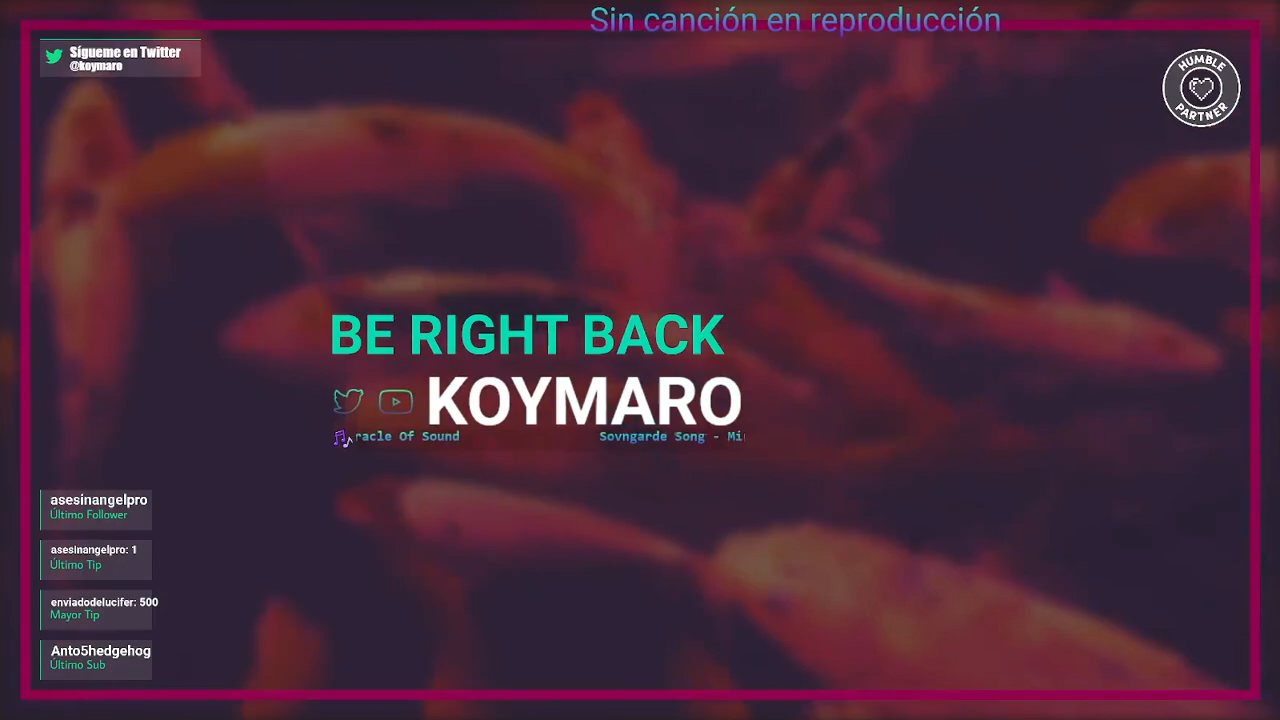 Sin canción en reproducción
Sígueme en Twitter
@koymaro
HUMBLE
PARTNER
BE RIGHT BACK
KOYMARO
racle Of Sound Sovngarde Song - Mi
asesinangelpro
Último Follower
asesinangelpro: 1
Último Tip
enviadodelucifer: 500
Mayor Tip
Anto5hedgehog
Último Sub